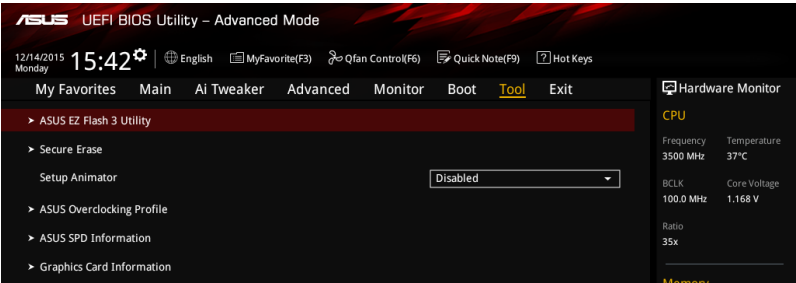 ASUS UEFI BIOS Utility – Advanced Mode
12/14/2015
Monday
15:42
English MyFavorite(F3) Qfan Control(F6) Quick Note(F9) ? Hot Keys
My Favorites Main Ai Tweaker Advanced Monitor Boot Tool Exit
Hardware Monitor
> ASUS EZ Flash 3 Utility
> Secure Erase
Setup Animator Disabled
> ASUS Overclocking Profile
> ASUS SPD Information
> Graphics Card Information
CPU
Frequency Temperature
3500 MHz 37°C
BCLK Core Voltage
100.0 MHz 1.168 V
Ratio
35x
Memory